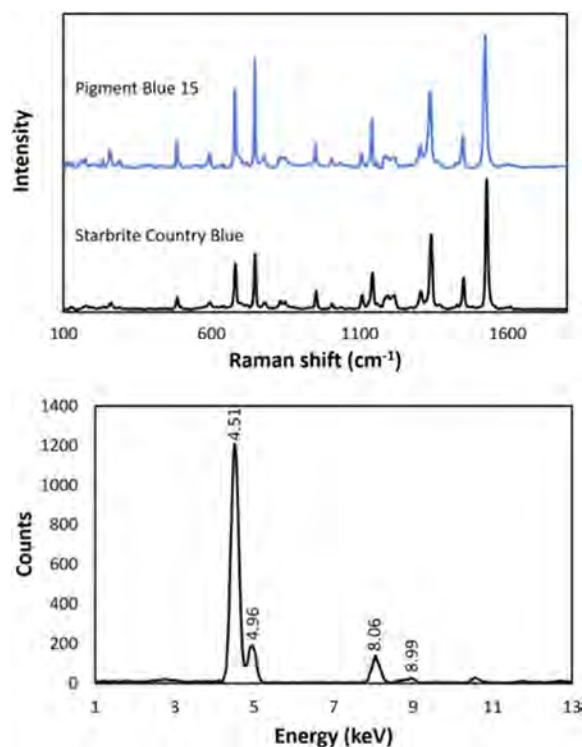 Pigment Blue 15
Starbrite Country Blue
Intensity
100 600 1100 1600
Raman shift (cm⁻¹)
1400
1200
1000
800
600
400
200
0
Counts
4.51
4.96
8.06
8.99
1 3 5 7 9 11 13
Energy (keV)